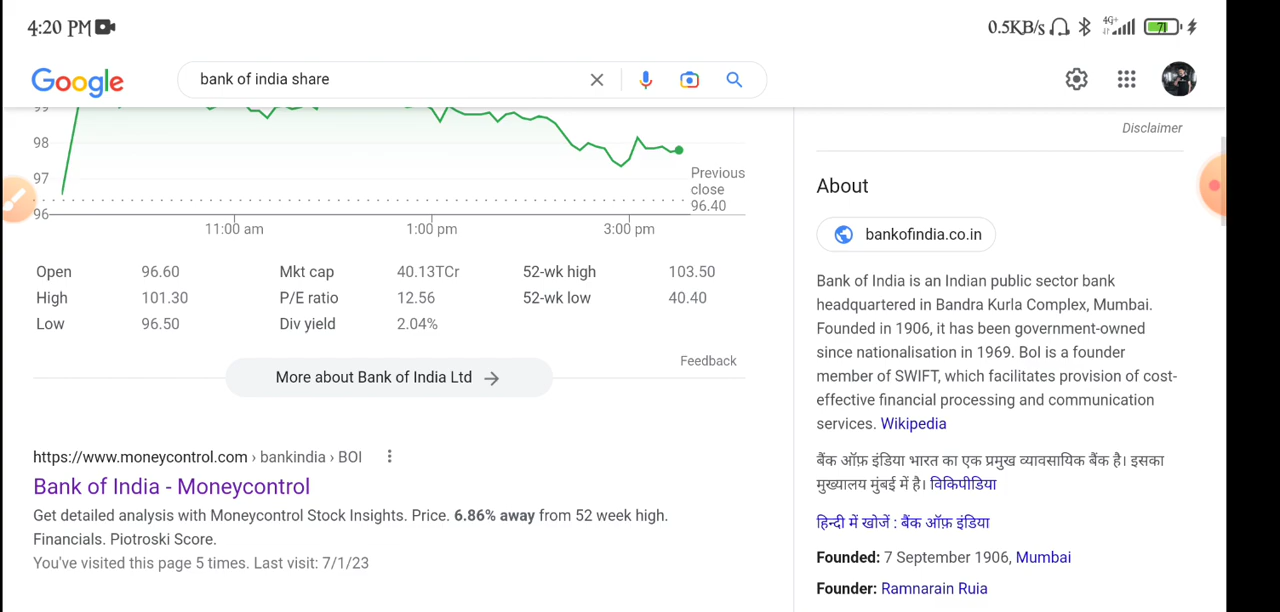 4:20 PM
0.5KB/s 4G+ 71
Google
bank of india share
99
98
97
96
Previous
close
96.40
11:00 am 1:00 pm 3:00 pm
Open 96.60 Mkt cap 40.13TCr 52-wk high 103.50
High 101.30 P/E ratio 12.56 52-wk low 40.40
Low 96.50 Div yield 2.04%
Feedback
More about Bank of India Ltd
https://www.moneycontrol.com › bankindia › BOI
Bank of India - Moneycontrol
Get detailed analysis with Moneycontrol Stock Insights. Price. 6.86% away from 52 week high.
Financials. Piotroski Score.
You've visited this page 5 times. Last visit: 7/1/23
Disclaimer
About
bankofindia.co.in
Bank of India is an Indian public sector bank
headquartered in Bandra Kurla Complex, Mumbai.
Founded in 1906, it has been government-owned
since nationalisation in 1969. BoI is a founder
member of SWIFT, which facilitates provision of cost-
effective financial processing and communication
services. Wikipedia
बैंक ऑफ़ इंडिया भारत का एक प्रमुख व्यावसायिक बैंक है। इसका
मुख्यालय मुंबई में है। विकिपीडिया
हिन्दी में खोजें : बैंक ऑफ़ इंडिया
Founded: 7 September 1906, Mumbai
Founder: Ramnarain Ruia